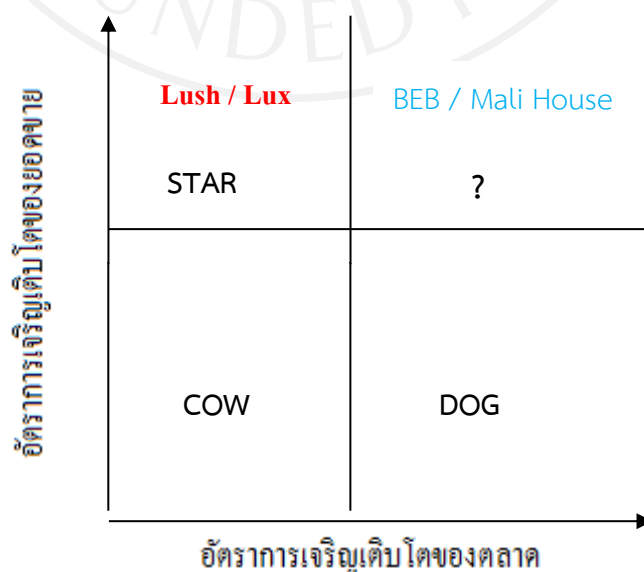 UNDED
Lush / Lux
BEB / Mali House
STAR
?
COW
DOG
อัตราการเจริญเติบโตของยอดขาย
อัตราการเจริญเติบโตของตลาด